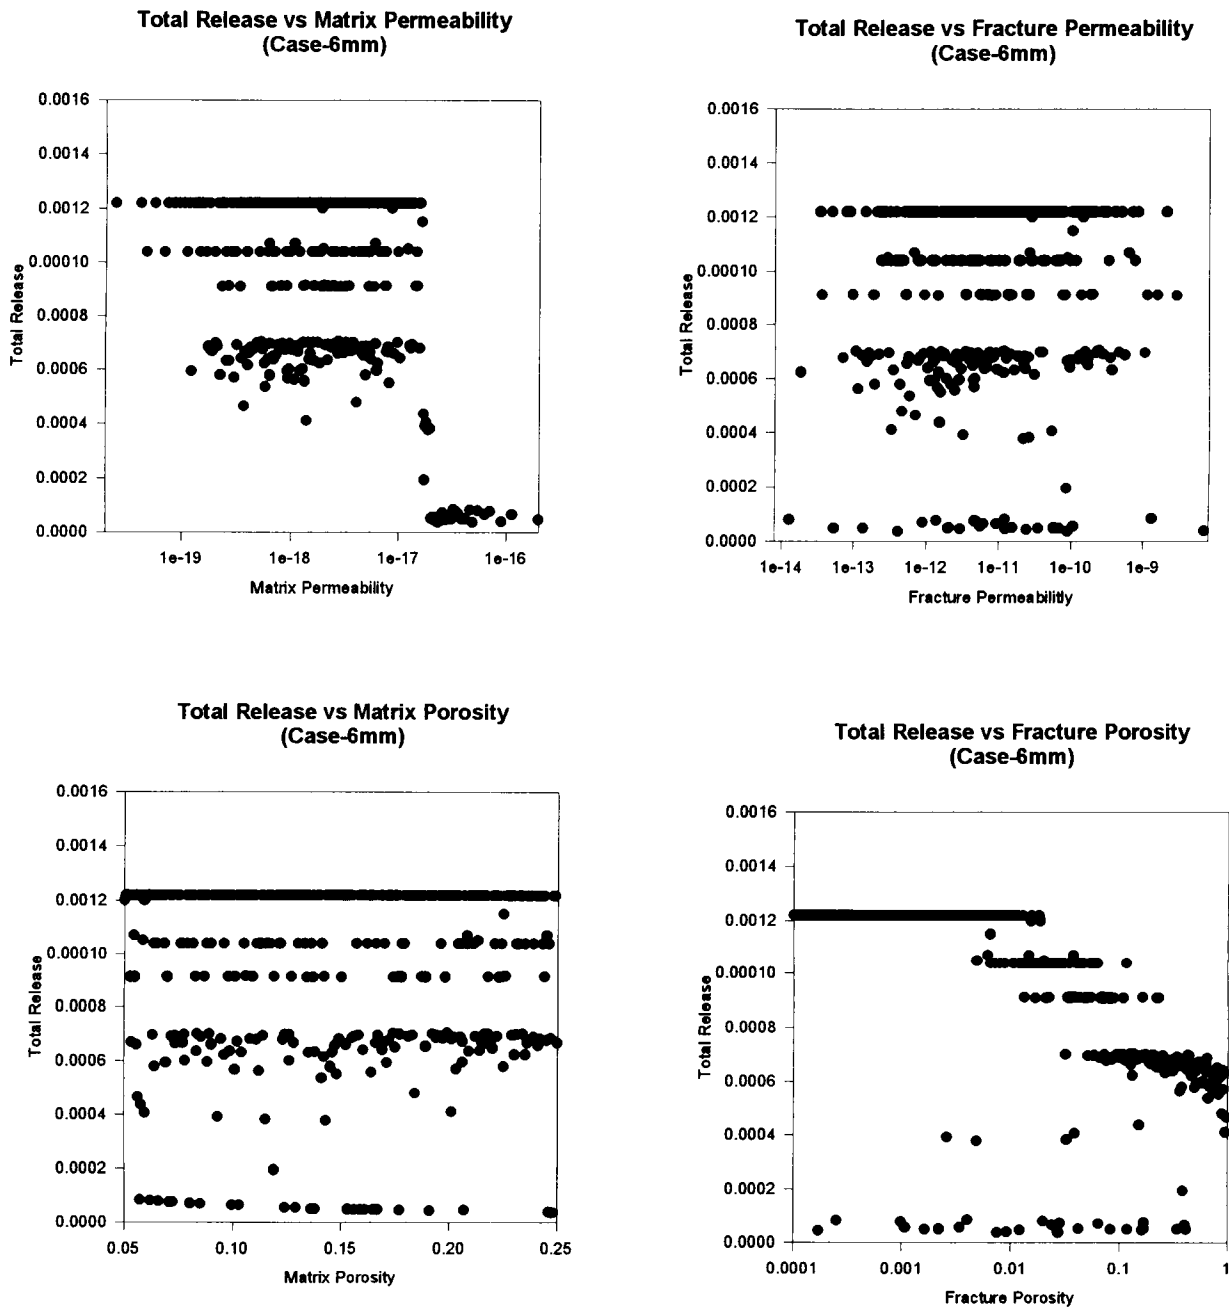 Total Release vs Matrix Permeability
(Case-6mm)
0.0016
0.0014
0.0012
0.00010
0.0008
0.0006
0.0004
0.0002
0.0000
Total Release
1e-19
1e-18
1e-17
1e-16
Matrix Permeability
Total Release vs Fracture Permeability
(Case-6mm)
0.0016
0.0014
0.0012
0.00010
0.0008
0.0006
0.0004
0.0002
0.0000
Total Release
1e-14
1e-13
1e-12
1e-11
1e-10
1e-9
Fracture Permeabilitly
Total Release vs Matrix Porosity
(Case-6mm)
0.0016
0.0014
0.0012
0.00010
0.0008
0.0006
0.0004
0.0002
0.0000
Total Release
0.05
0.10
0.15
0.20
0.25
Matrix Porosity
Total Release vs Fracture Porosity
(Case-6mm)
0.0016
0.0014
0.0012
0.00010
0.0008
0.0006
0.0004
0.0002
0.0000
Total Release
0.0001
0.001
0.01
0.1
1
Fracture Porosity